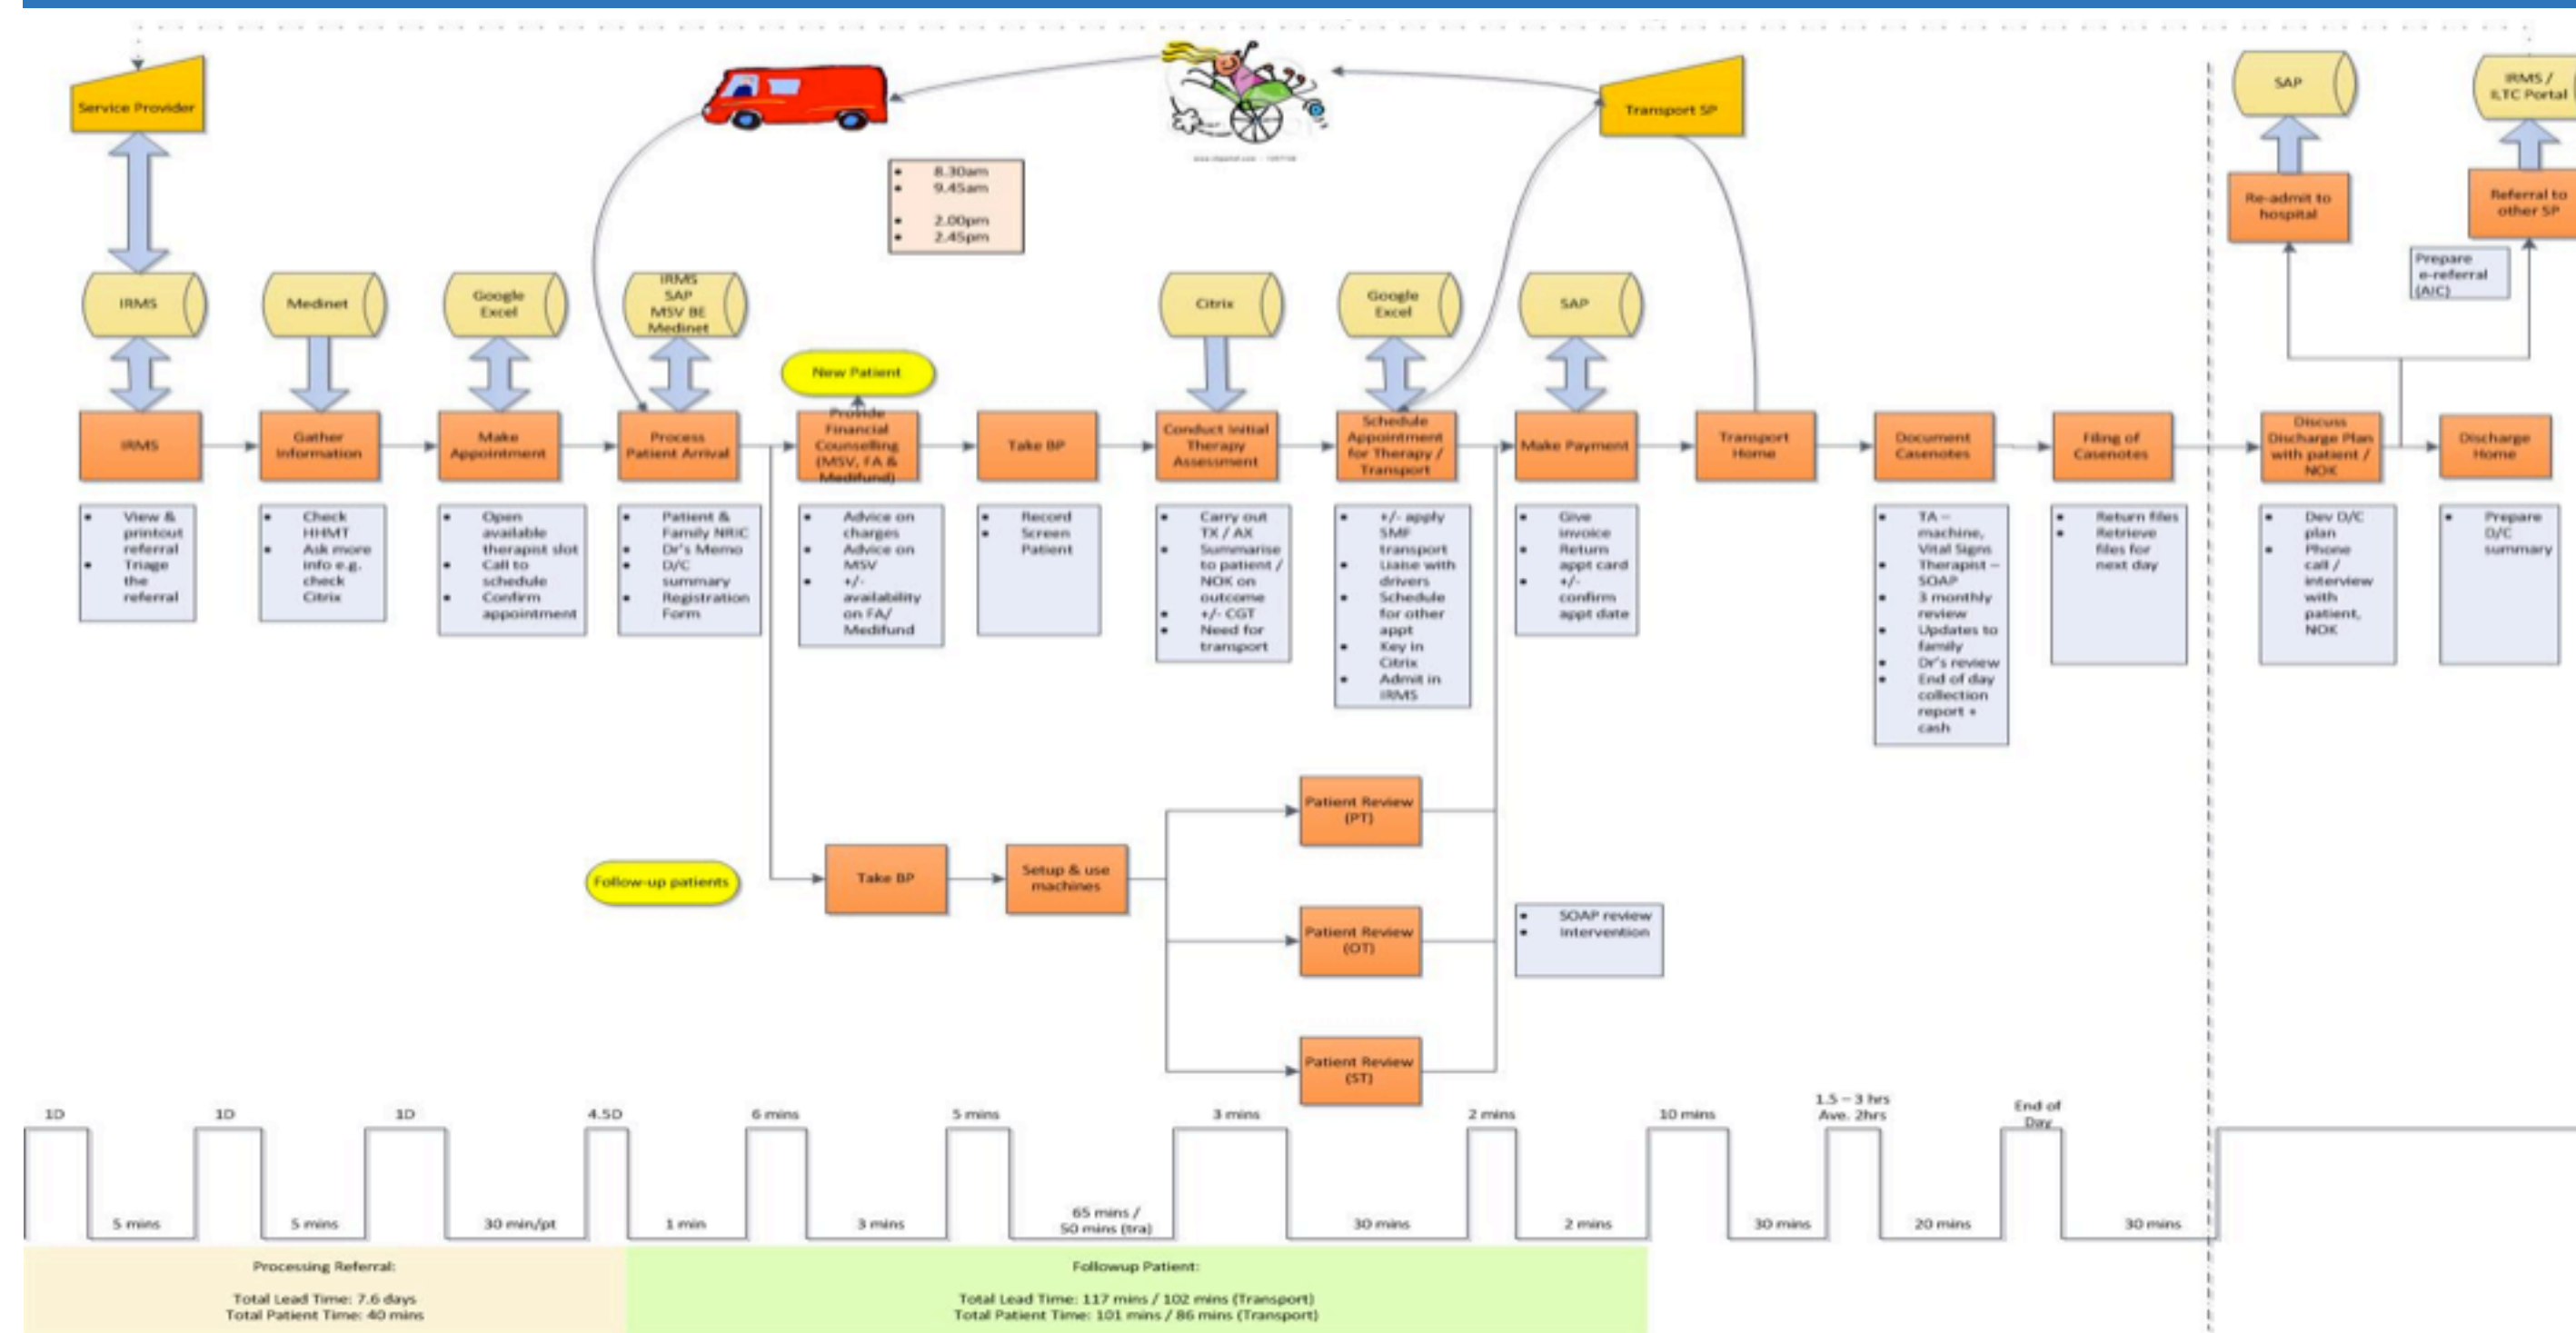 Service Provider
Transport SP
SAP
IRMS /
ILTC Portal
Re-admit to
hospital
Referral to
other SP
Prepare
e-referral
(AIC)
• 8.30am
• 9.45am
• 2.00pm
• 2.45pm
IRMS
Medinet
Google
Excel
IRMS
SAP
MSV BE
Medinet
Citrix
Google
Excel
SAP
New Patient
IRMS
Gather
Information
Make
Appointment
Process
Patient Arrival
Provide
Financial
Counselling
(MSV, FA &
Medifund)
Take BP
Conduct Initial
Therapy
Assessment
Schedule
Appointment
for Therapy /
Transport
Make Payment
Transport
Home
Document
Casenotes
Filing of
Casenotes
Discuss
Discharge Plan
with patient /
NOK
Discharge
Home
• View &
printout
referral
• Triage
the
referral
• Check
HHMT
• Ask more
info e.g.
check
Citrix
• Open
available
therapist slot
• Call to
schedule
• Confirm
appointment
• Patient &
Family NRIC
• Dr's Memo
• D/C
summary
• Registration
Form
• Advice on
charges
• Advice on
MSV
• +/-
availability
on FA/
Medifund
• Record
• Screen
Patient
• Carry out
TX / AX
• Summarise
to patient /
NOK on
outcome
• +/- CGT
• Need for
transport
• +/- apply
SMF
transport
• Liaise with
drivers
• Schedule
for other
appt
• Key in
Citrix
• Admit in
IRMS
• Give
invoice
• Return
appt card
• +/-
confirm
appt date
• TA –
machine,
Vital Signs
• Therapist –
SOAP
• 3 monthly
review
• Updates to
family
• Dr's review
• End of day
collection
report +
cash
• Return files
• Retrieve
files for
next day
• Dev D/C
plan
• Phone
call /
interview
with
patient,
NOK
• Prepare
D/C
summary
Follow-up patients
Take BP
Setup & use
machines
Patient Review
(PT)
Patient Review
(OT)
Patient Review
(ST)
• SOAP review
• Intervention
1D
1D
1D
4.5D
6 mins
5 mins
3 mins
2 mins
10 mins
1.5 – 3 hrs
Ave. 2hrs
End of
Day
5 mins
5 mins
30 min/pt
1 min
3 mins
65 mins /
50 mins (tra)
30 mins
2 mins
30 mins
20 mins
30 mins
Processing Referral:
Total Lead Time: 7.6 days
Total Patient Time: 40 mins
Followup Patient:
Total Lead Time: 117 mins / 102 mins (Transport)
Total Patient Time: 101 mins / 86 mins (Transport)